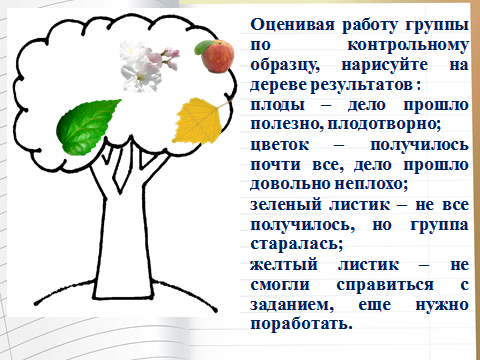 Оценивая работу группы
по контрольному
образцу, нарисуйте на
дереве результатов :
плоды – дело прошло
полезно, плодотворно;
цветок – получилось
почти все, дело прошло
довольно неплохо;
зеленый листик – не все
получилось, но группа
старалась;
желтый листик – не
смогли справиться с
заданием, еще нужно
поработать.